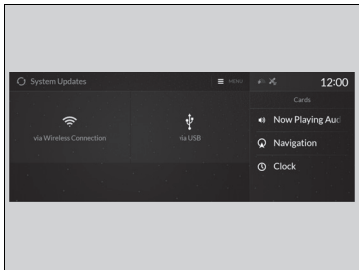 System Updates
MENU
12:00
via Wireless Connection
via USB
Cards
Now Playing Aud
Navigation
Clock